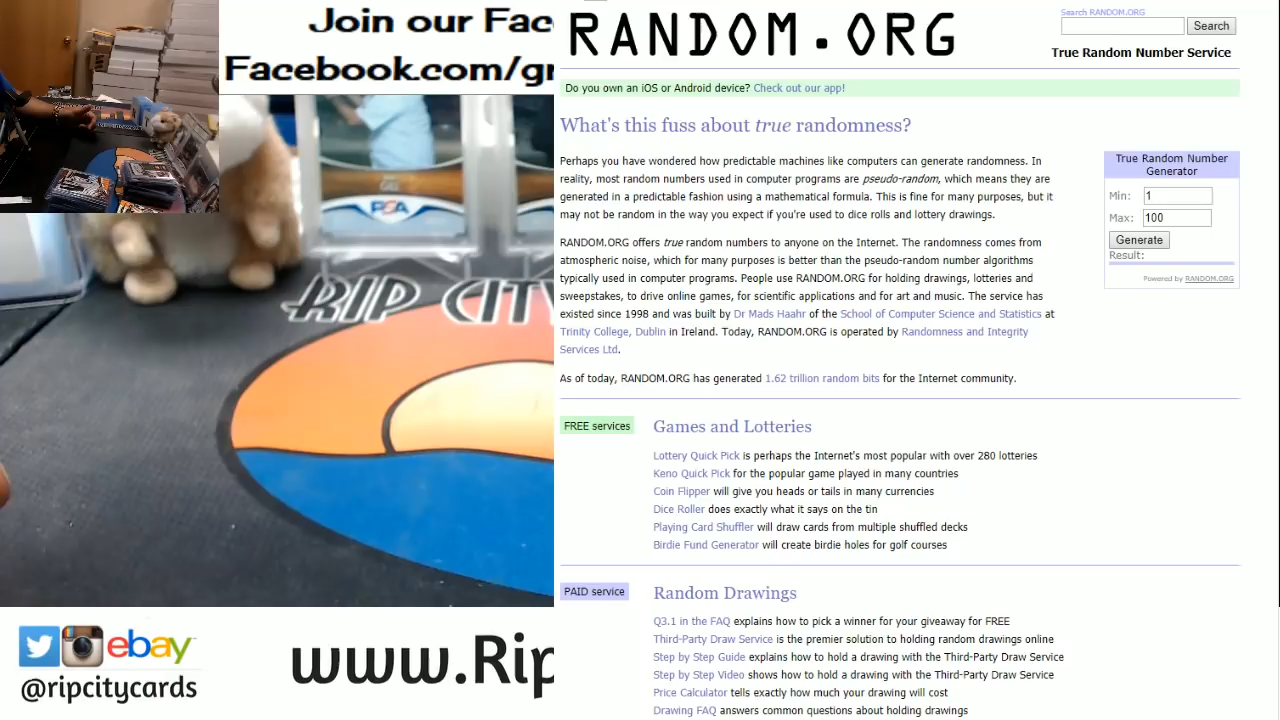 Join our Fac
Facebook.com/gr
PSA
RIP CITY
ebay
@ripcitycards
www.Rip
RANDOM.ORG
Search RANDOM.ORG
Search
True Random Number Service
Do you own an iOS or Android device? Check out our app!
What's this fuss about true randomness?
Perhaps you have wondered how predictable machines like computers can generate randomness. In
reality, most random numbers used in computer programs are pseudo-random, which means they are
generated in a predictable fashion using a mathematical formula. This is fine for many purposes, but it
may not be random in the way you expect if you're used to dice rolls and lottery drawings.
RANDOM.ORG offers true random numbers to anyone on the Internet. The randomness comes from
atmospheric noise, which for many purposes is better than the pseudo-random number algorithms
typically used in computer programs. People use RANDOM.ORG for holding drawings, lotteries and
sweepstakes, to drive online games, for scientific applications and for art and music. The service has
existed since 1998 and was built by Dr Mads Haahr of the School of Computer Science and Statistics at
Trinity College, Dublin in Ireland. Today, RANDOM.ORG is operated by Randomness and Integrity
Services Ltd.
As of today, RANDOM.ORG has generated 1.62 trillion random bits for the Internet community.
True Random Number
Generator
Min: 1
Max: 100
Generate
Result:
Powered by RANDOM.ORG
FREE services
Games and Lotteries
Lottery Quick Pick is perhaps the Internet's most popular with over 280 lotteries
Keno Quick Pick for the popular game played in many countries
Coin Flipper will give you heads or tails in many currencies
Dice Roller does exactly what it says on the tin
Playing Card Shuffler will draw cards from multiple shuffled decks
Birdie Fund Generator will create birdie holes for golf courses
PAID service
Random Drawings
Q3.1 in the FAQ explains how to pick a winner for your giveaway for FREE
Third-Party Draw Service is the premier solution to holding random drawings online
Step by Step Guide explains how to hold a drawing with the Third-Party Draw Service
Step by Step Video shows how to hold a drawing with the Third-Party Draw Service
Price Calculator tells exactly how much your drawing will cost
Drawing FAQ answers common questions about holding drawings